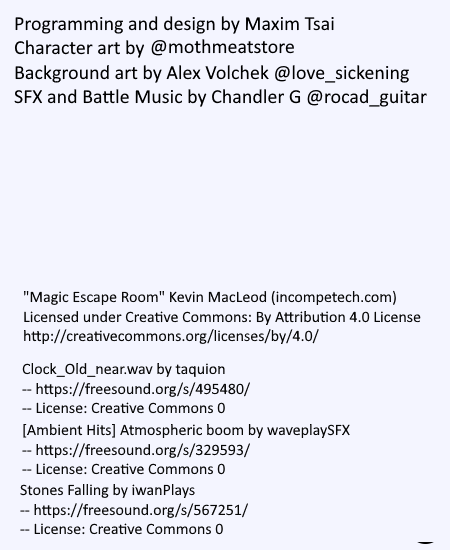 Programming and design by Maxim Tsai
Character art by @mothmeatstore
Background art by Alex Volchek @love_sickening
SFX and Battle Music by Chandler G @rocad_guitar
"Magic Escape Room" Kevin MacLeod (incompetech.com)
Licensed under Creative Commons: By Attribution 4.0 License
http://creativecommons.org/licenses/by/4.0/
Clock_Old_near.wav by taquion
-- https://freesound.org/s/495480/
-- License: Creative Commons 0
[Ambient Hits] Atmospheric boom by waveplaySFX
-- https://freesound.org/s/329593/
-- License: Creative Commons 0
Stones Falling by iwanPlays
-- https://freesound.org/s/567251/
-- License: Creative Commons 0